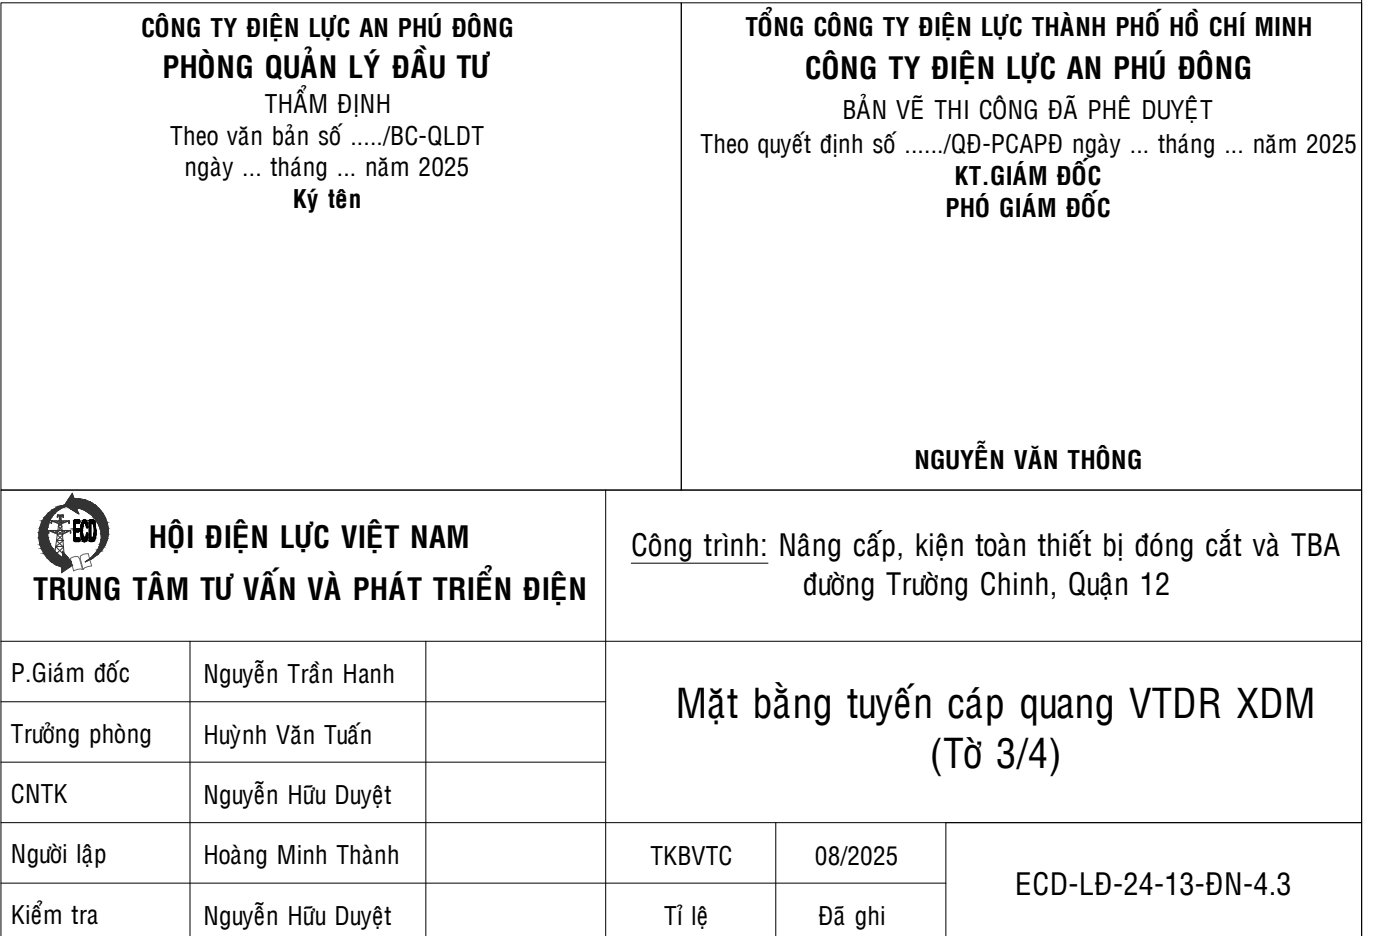 CÔNG TY ĐIỆN LỰC AN PHÚ ĐÔNG
PHÒNG QUẢN LÝ ĐẦU TƯ
THẨM ĐỊNH
Theo văn bản số ...../BC-QLDT
ngày ... tháng ... năm 2025
Ký tên
TỔNG CÔNG TY ĐIỆN LỰC THÀNH PHỐ HỒ CHÍ MINH
CÔNG TY ĐIỆN LỰC AN PHÚ ĐÔNG
BẢN VẼ THI CÔNG ĐÃ PHÊ DUYỆT
Theo quyết định số ....../QĐ-PCAPĐ ngày ... tháng ... năm 2025
KT.GIÁM ĐỐC
PHÓ GIÁM ĐỐC
NGUYỄN VĂN THÔNG
ECD
HỘI ĐIỆN LỰC VIỆT NAM
TRUNG TÂM TƯ VẤN VÀ PHÁT TRIỂN ĐIỆN
Công trình: Nâng cấp, kiện toàn thiết bị đóng cắt và TBA
đường Trường Chinh, Quận 12
P.Giám đốc Nguyễn Trần Hanh
Trưởng phòng Huỳnh Văn Tuấn
CNTK Nguyễn Hữu Duyệt
Mặt bằng tuyến cáp quang VTDR XDM
(Tờ 3/4)
Người lập Hoàng Minh Thành TKBVTC 08/2025
Kiểm tra Nguyễn Hữu Duyệt Tỉ lệ Đã ghi
ECD-LĐ-24-13-ĐN-4.3